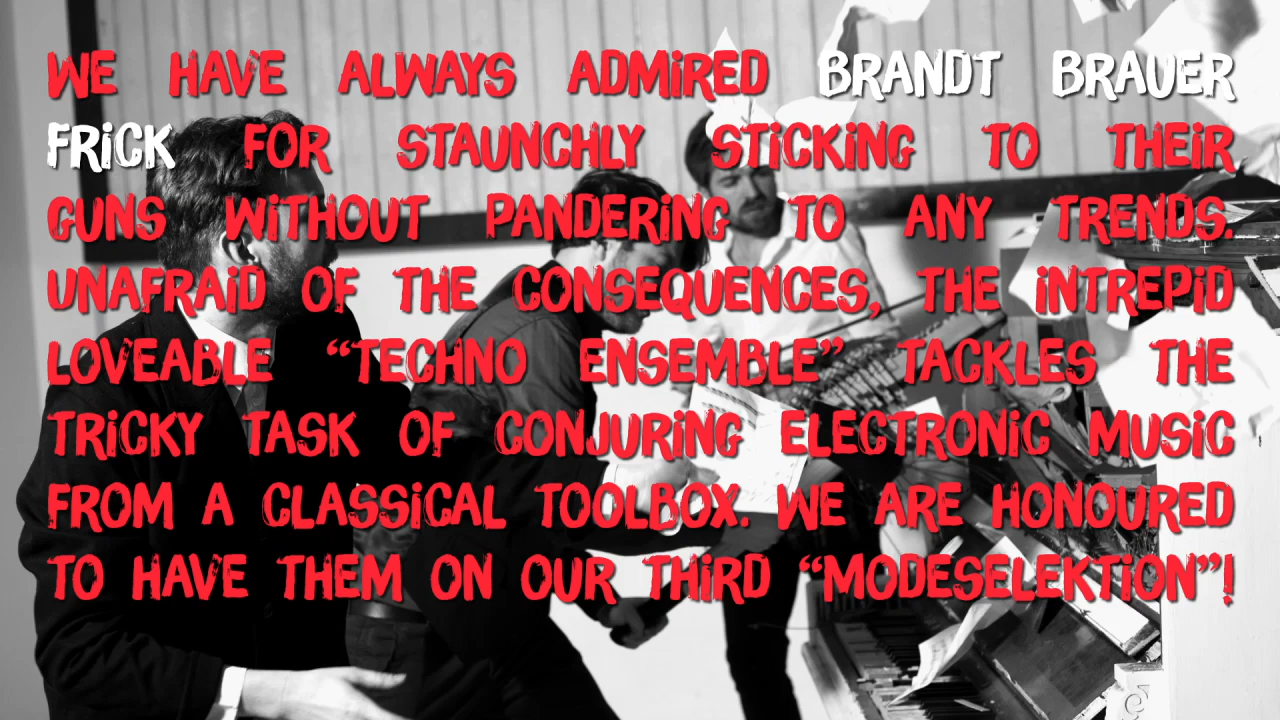 WE HAVE ALWAYS ADMiRED BRANDT BRAUER
FRiCK FOR STAUNCHLY STiCKiNG TO THEiR
GUNS WiTHOUT PANDERiNG TO ANY TRENDS.
UNAFRAiD OF THE CONSEQUENCES, THE iNTREPiD
LOVEABLE “TECHNO ENSEMBLE” TACKLES THE
TRiCKY TASK OF CONJURiNG ELECTRONiC MUSiC
FROM A CLASSiCAL TOOLBOX. WE ARE HONOURED
TO HAVE THEM ON OUR THiRD “MODESELEKTiON”!